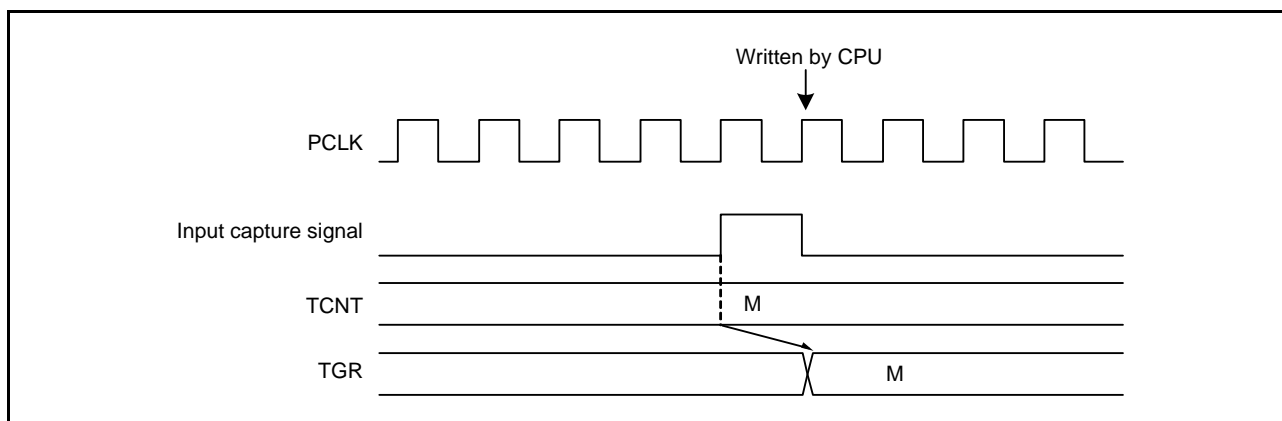 Written by CPU
PCLK
Input capture signal
TCNT
M
TGR
M